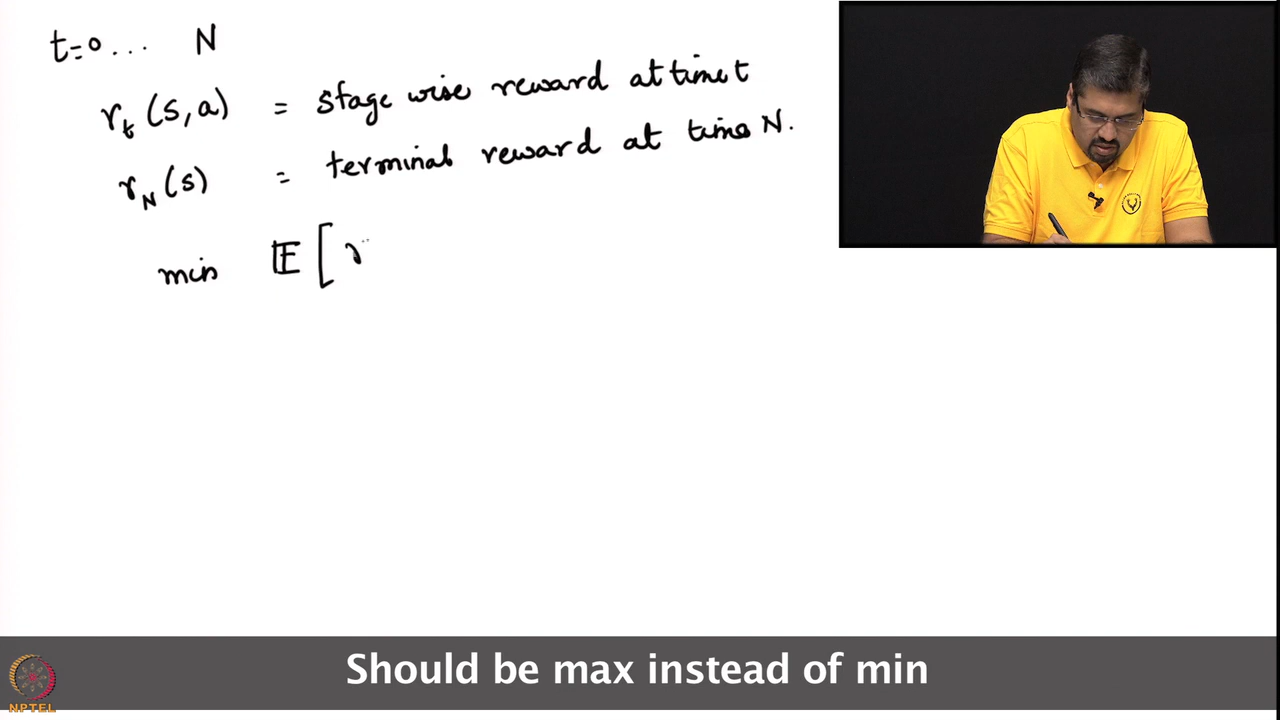 t=0 ... N
r_t (s,a) = stage wise reward at time t
r_N (s) = terminal reward at time N.
min 𝔼 [ r
Should be max instead of min
NPTEL